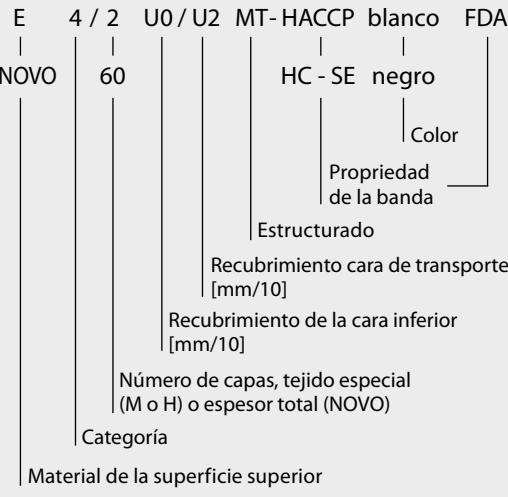 E 4 / 2 U0 / U2 MT- HACCP blanco FDA
NOVO 60 HC - SE negro
Color
Propriedad
de la banda
Estructurado
Recubrimiento cara de transporte
[mm/10]
Recubrimiento de la cara inferior
[mm/10]
Número de capas, tejido especial
(M o H) o espesor total (NOVO)
Categoría
Material de la superficie superior